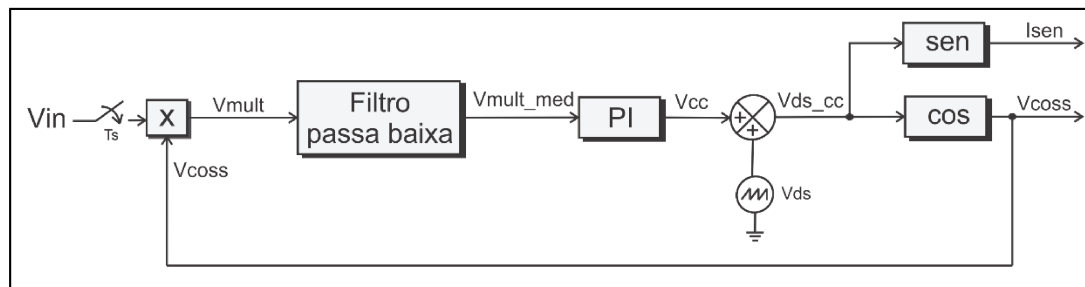 sen
Isen
Vin
Ts
X
Vmult
Filtro
passa baixa
Vmult_med
PI
Vcc
Vds_cc
cos
Vcoss
Vcoss
Vds